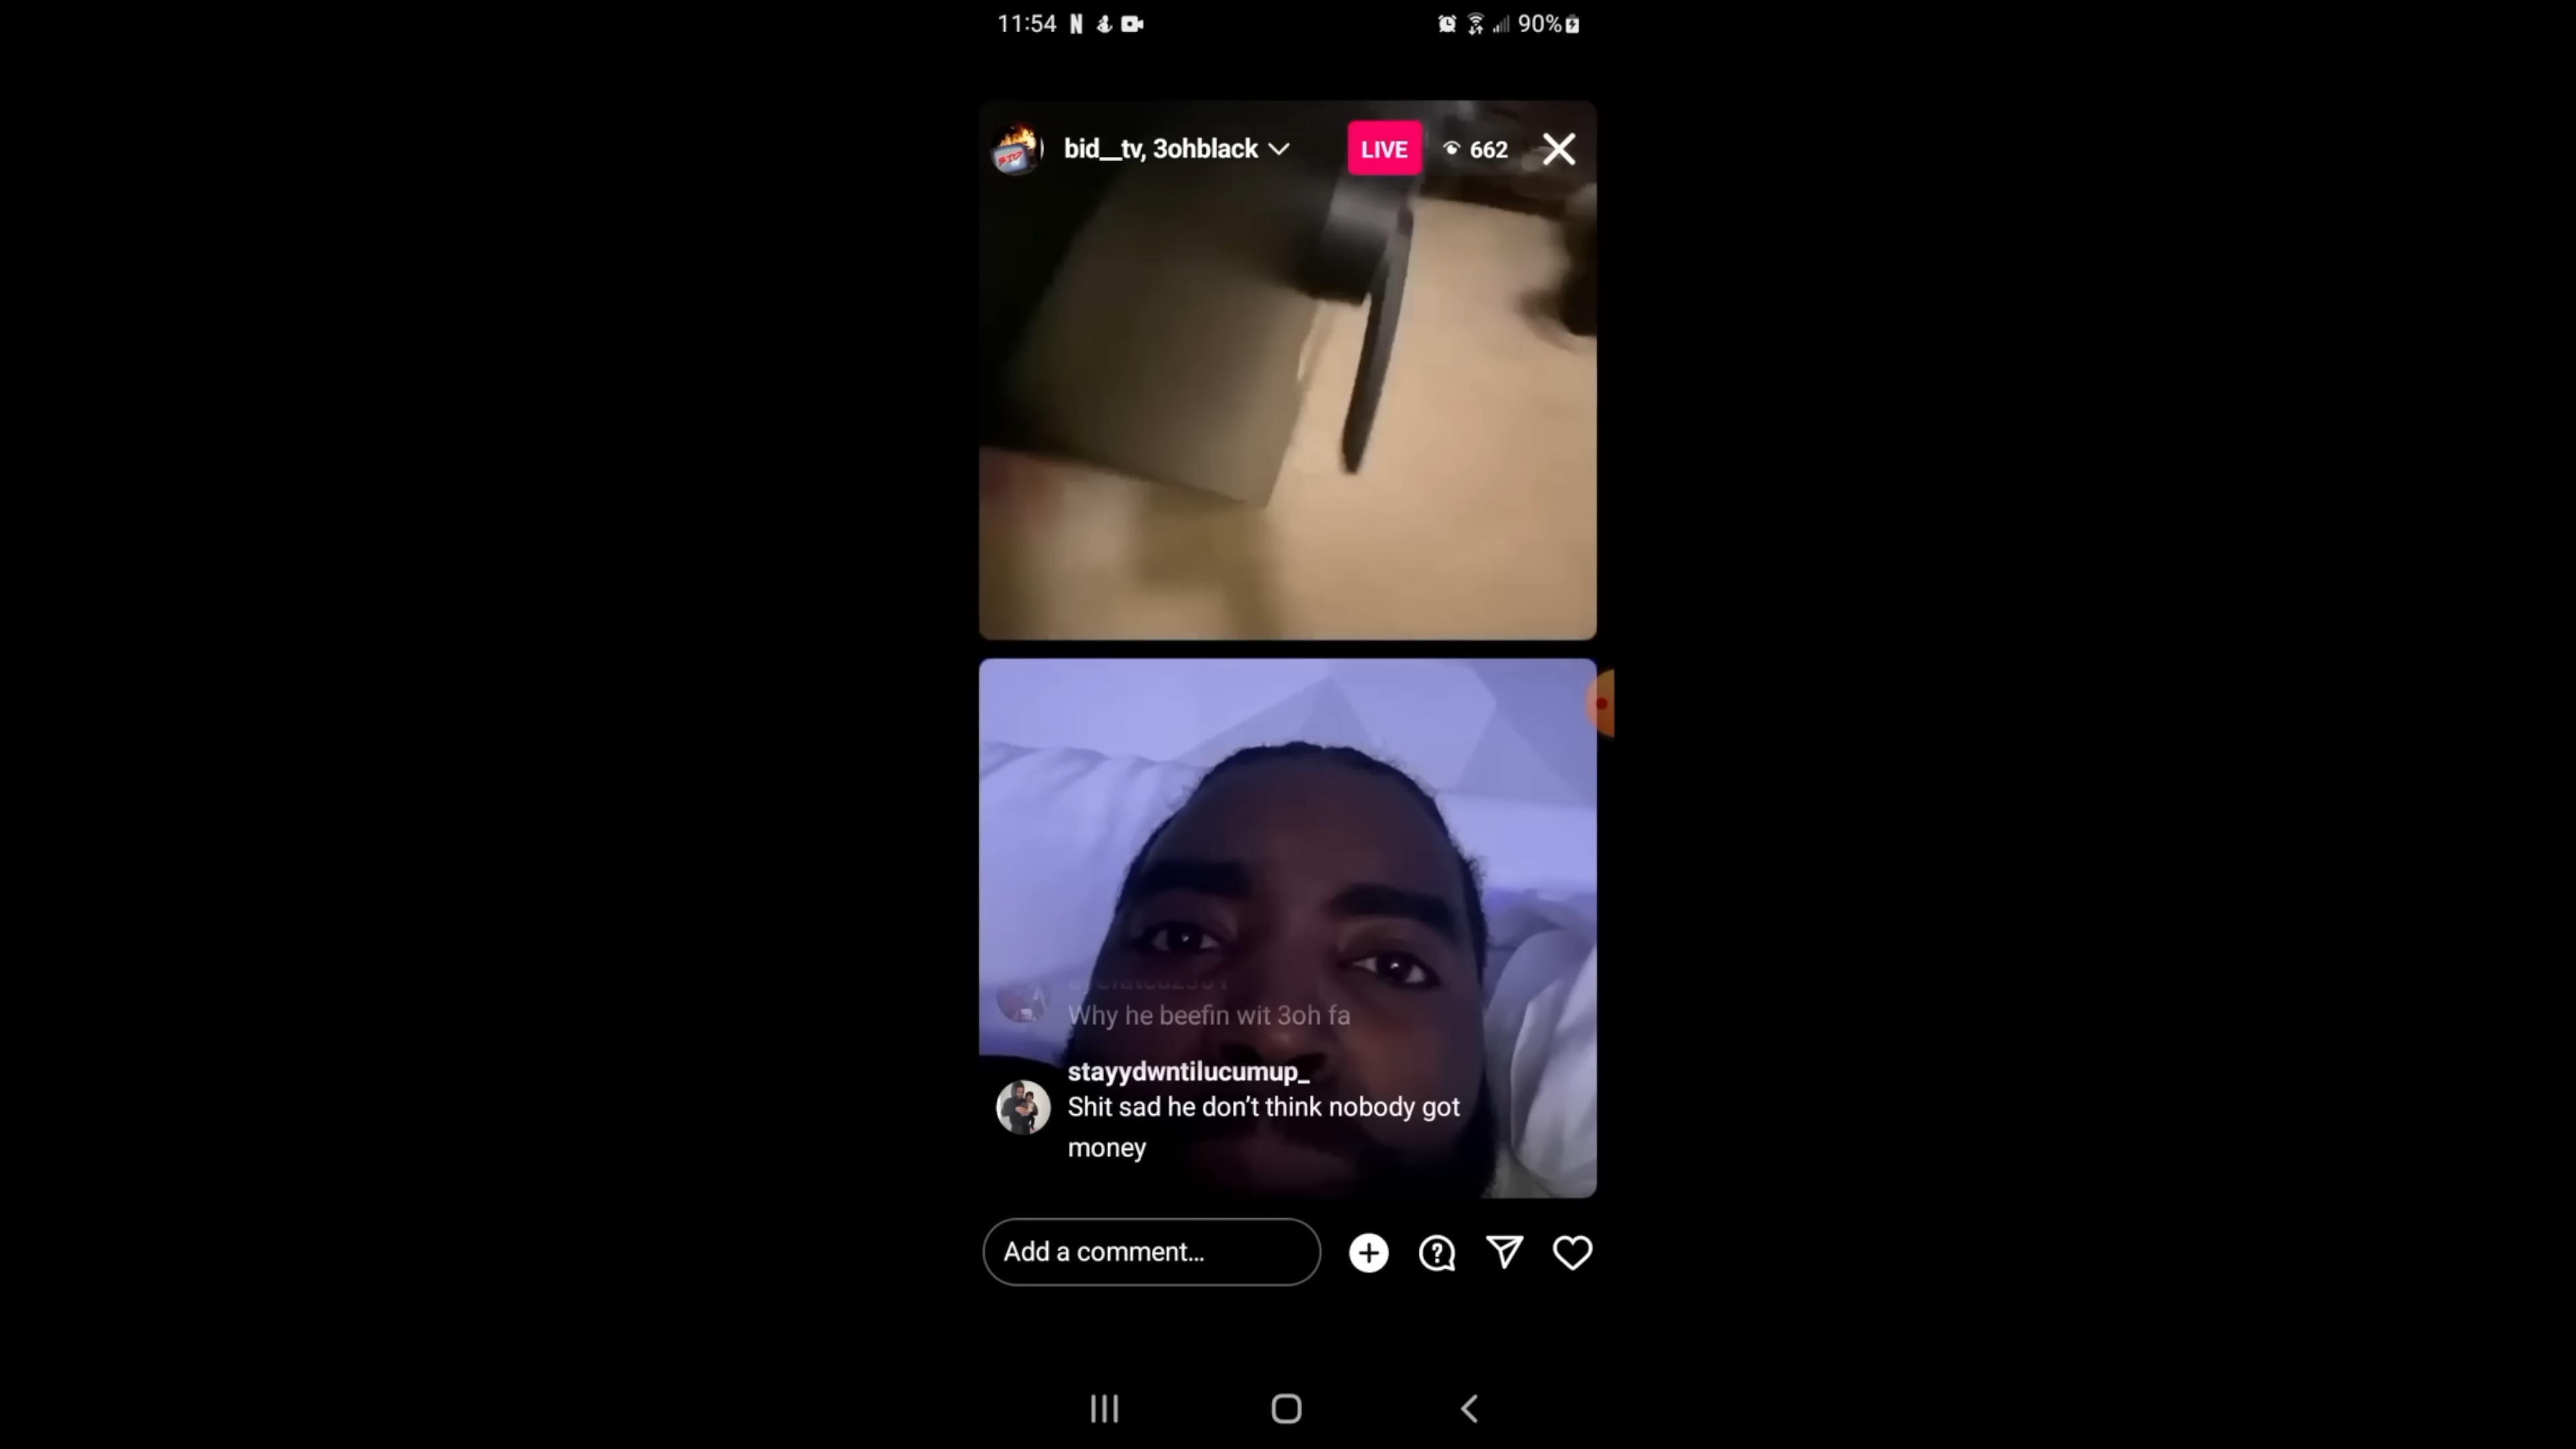 11:54 N
90%
bid__tv, 3ohblack
LIVE
662
Why he beefin wit 3oh fa
stayydwntilucumup_
Shit sad he don't think nobody got
money
Add a comment...